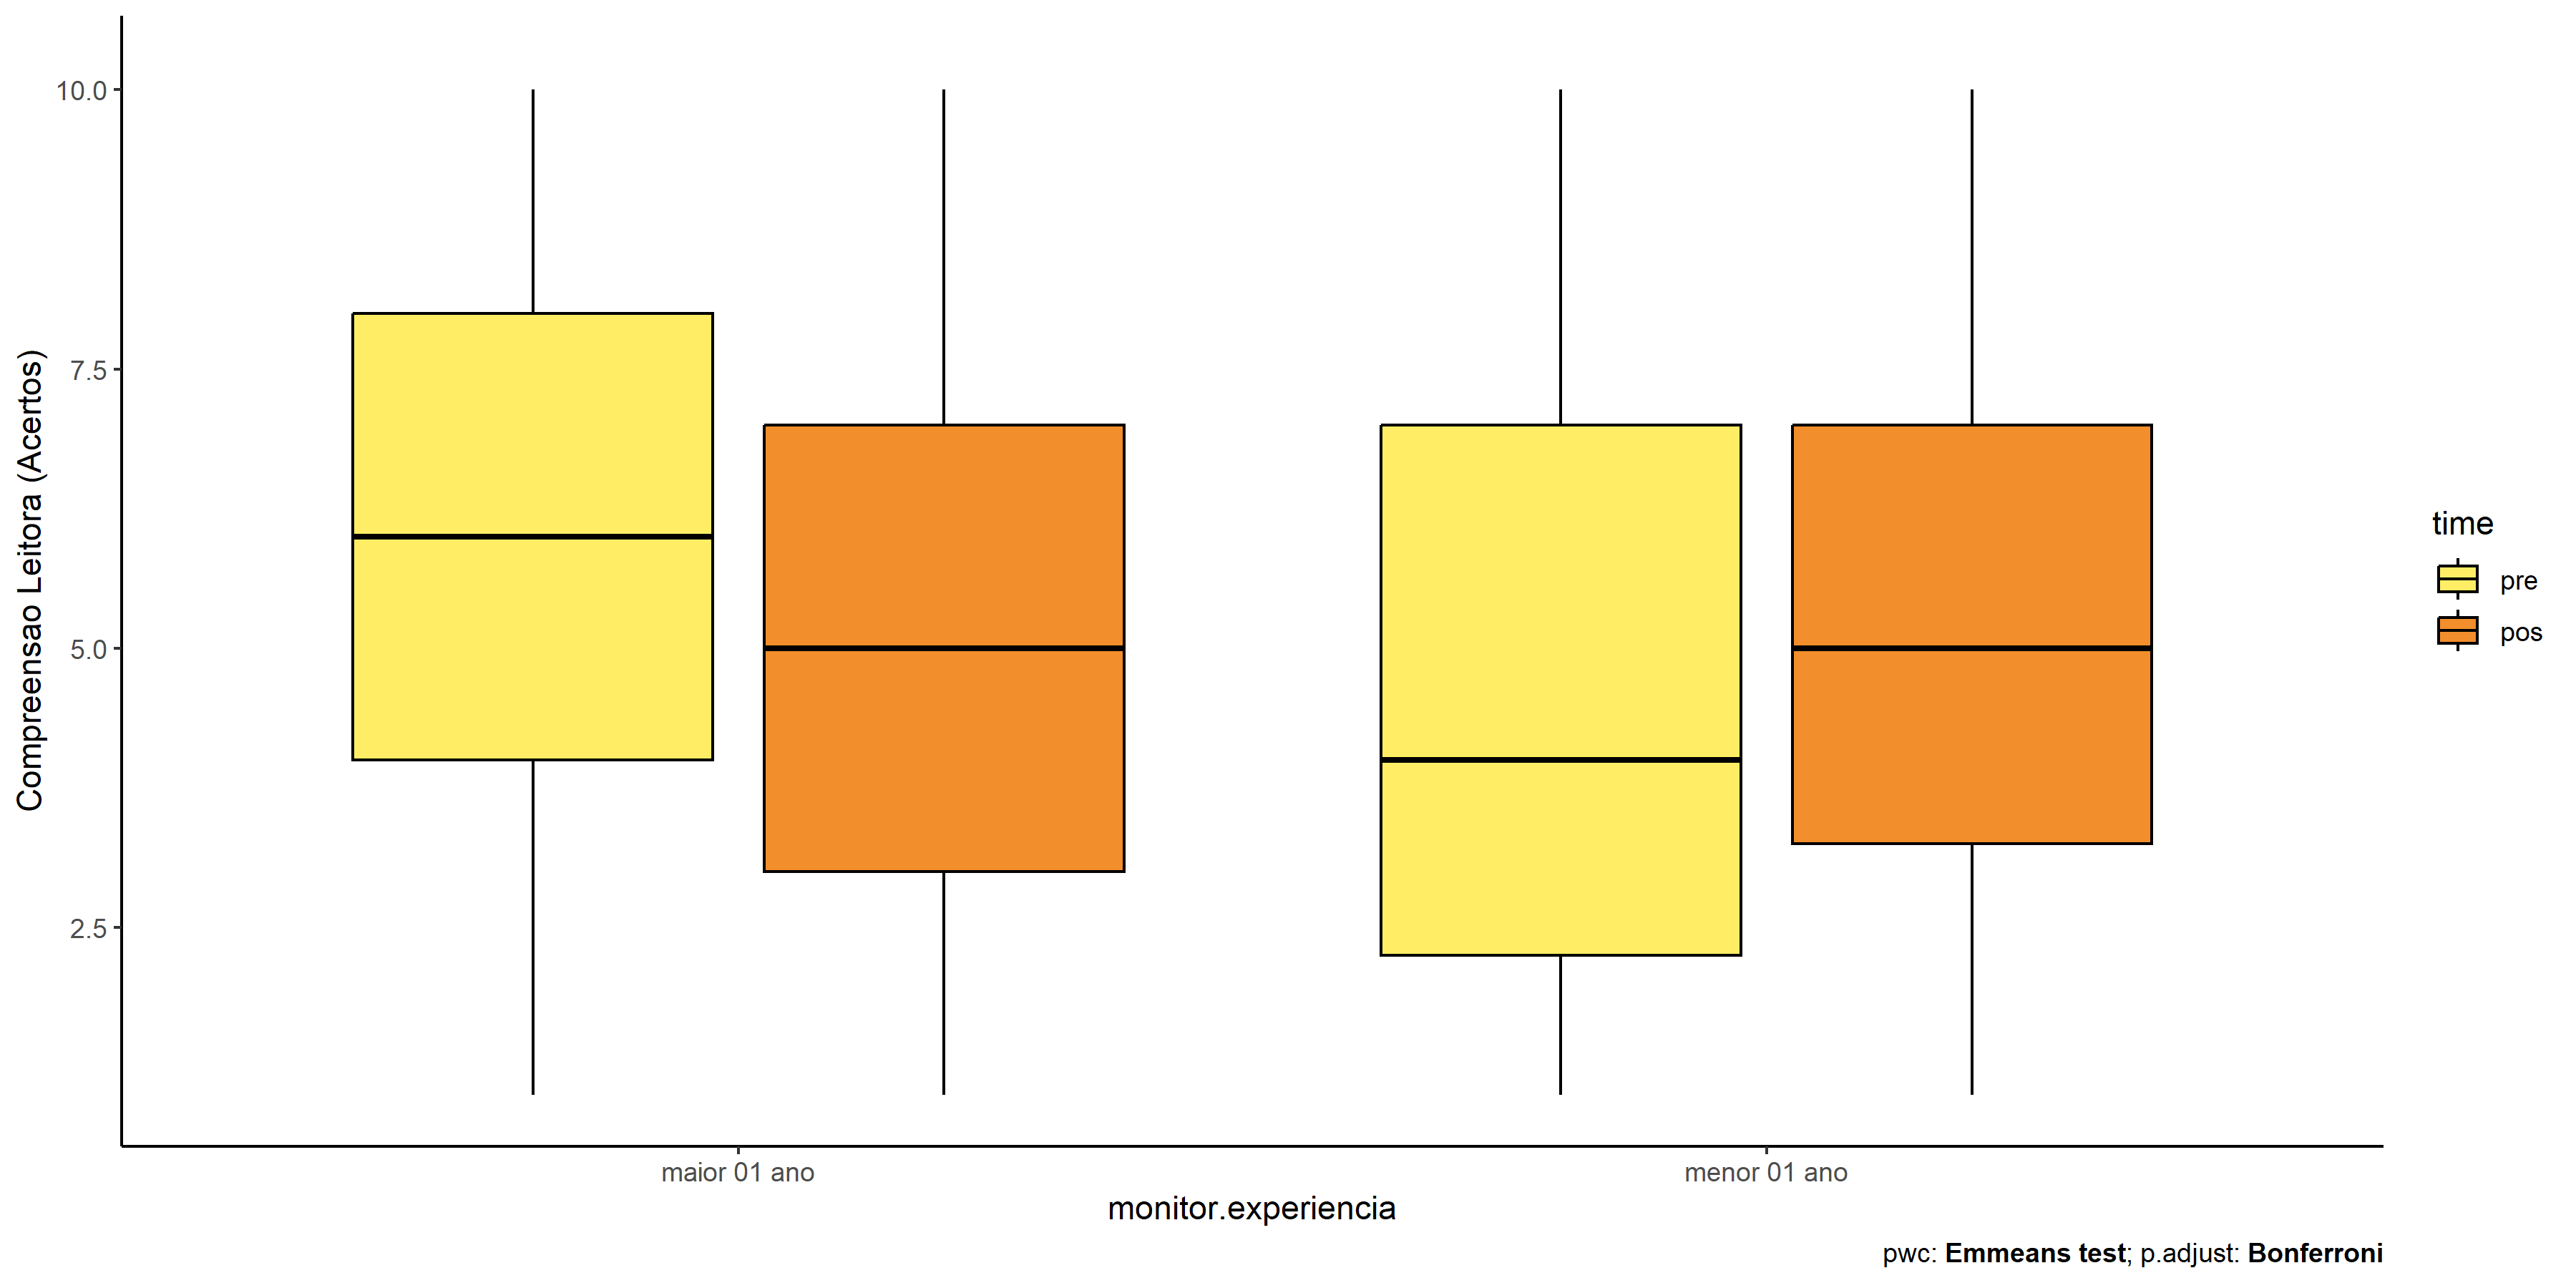 Compreensao Leitora (Acertos)
10.0
7.5
5.0
2.5
maior 01 ano
menor 01 ano
monitor.experiencia
time
pre
pos
pwc: Emmeans test; p.adjust: Bonferroni